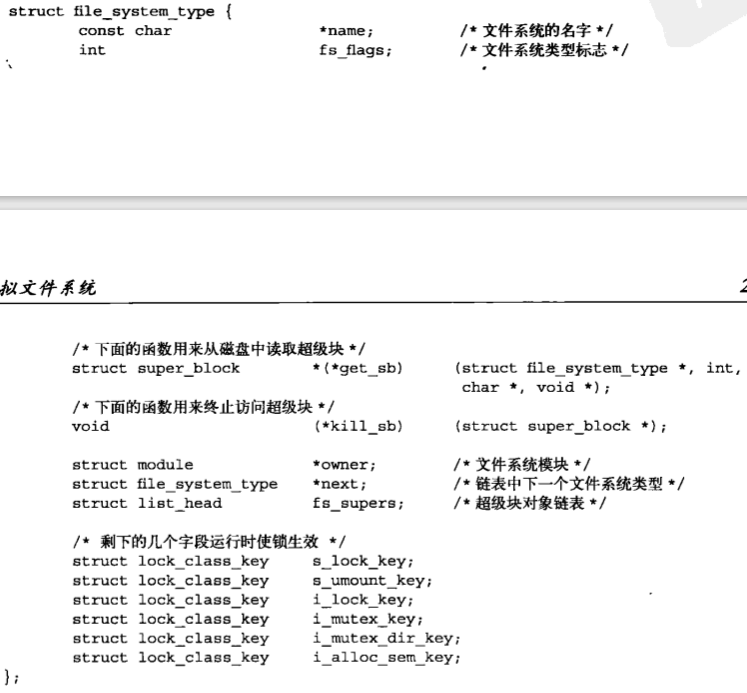 struct file_system_type {
const char *name; /* 文件系统的名字 */
int fs_flags; /* 文件系统类型标志 */
拟文件系统
/* 下面的函数用来从磁盘中读取超级块 */
struct super_block *(*get_sb) (struct file_system_type *, int,
char *, void *);
/* 下面的函数用来终止访问超级块 */
void (*kill_sb) (struct super_block *);
struct module *owner; /* 文件系统模块 */
struct file_system_type *next; /* 链表中下一个文件系统类型 */
struct list_head fs_supers; /* 超级块对象链表 */
/* 剩下的几个字段运行时使锁生效 */
struct lock_class_key s_lock_key;
struct lock_class_key s_umount_key;
struct lock_class_key i_lock_key;
struct lock_class_key i_mutex_key;
struct lock_class_key i_mutex_dir_key;
struct lock_class_key i_alloc_sem_key;
};